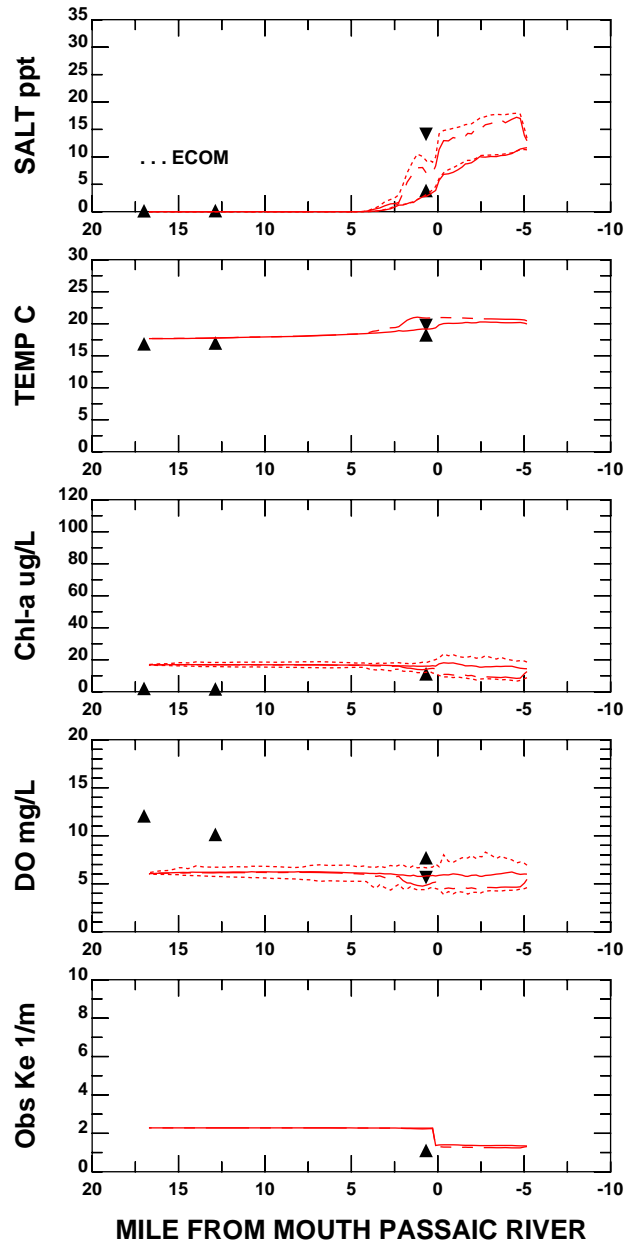 SALT ppt
35
30
25
20
15
10
5
0
. . . ECOM
20 15 10 5 0 -5 -10
TEMP C
30
25
20
15
10
5
0
20 15 10 5 0 -5 -10
Chl-a ug/L
120
100
80
60
40
20
0
20 15 10 5 0 -5 -10
DO mg/L
20
15
10
5
0
20 15 10 5 0 -5 -10
Obs Ke 1/m
10
8
6
4
2
0
20 15 10 5 0 -5 -10
MILE FROM MOUTH PASSAIC RIVER